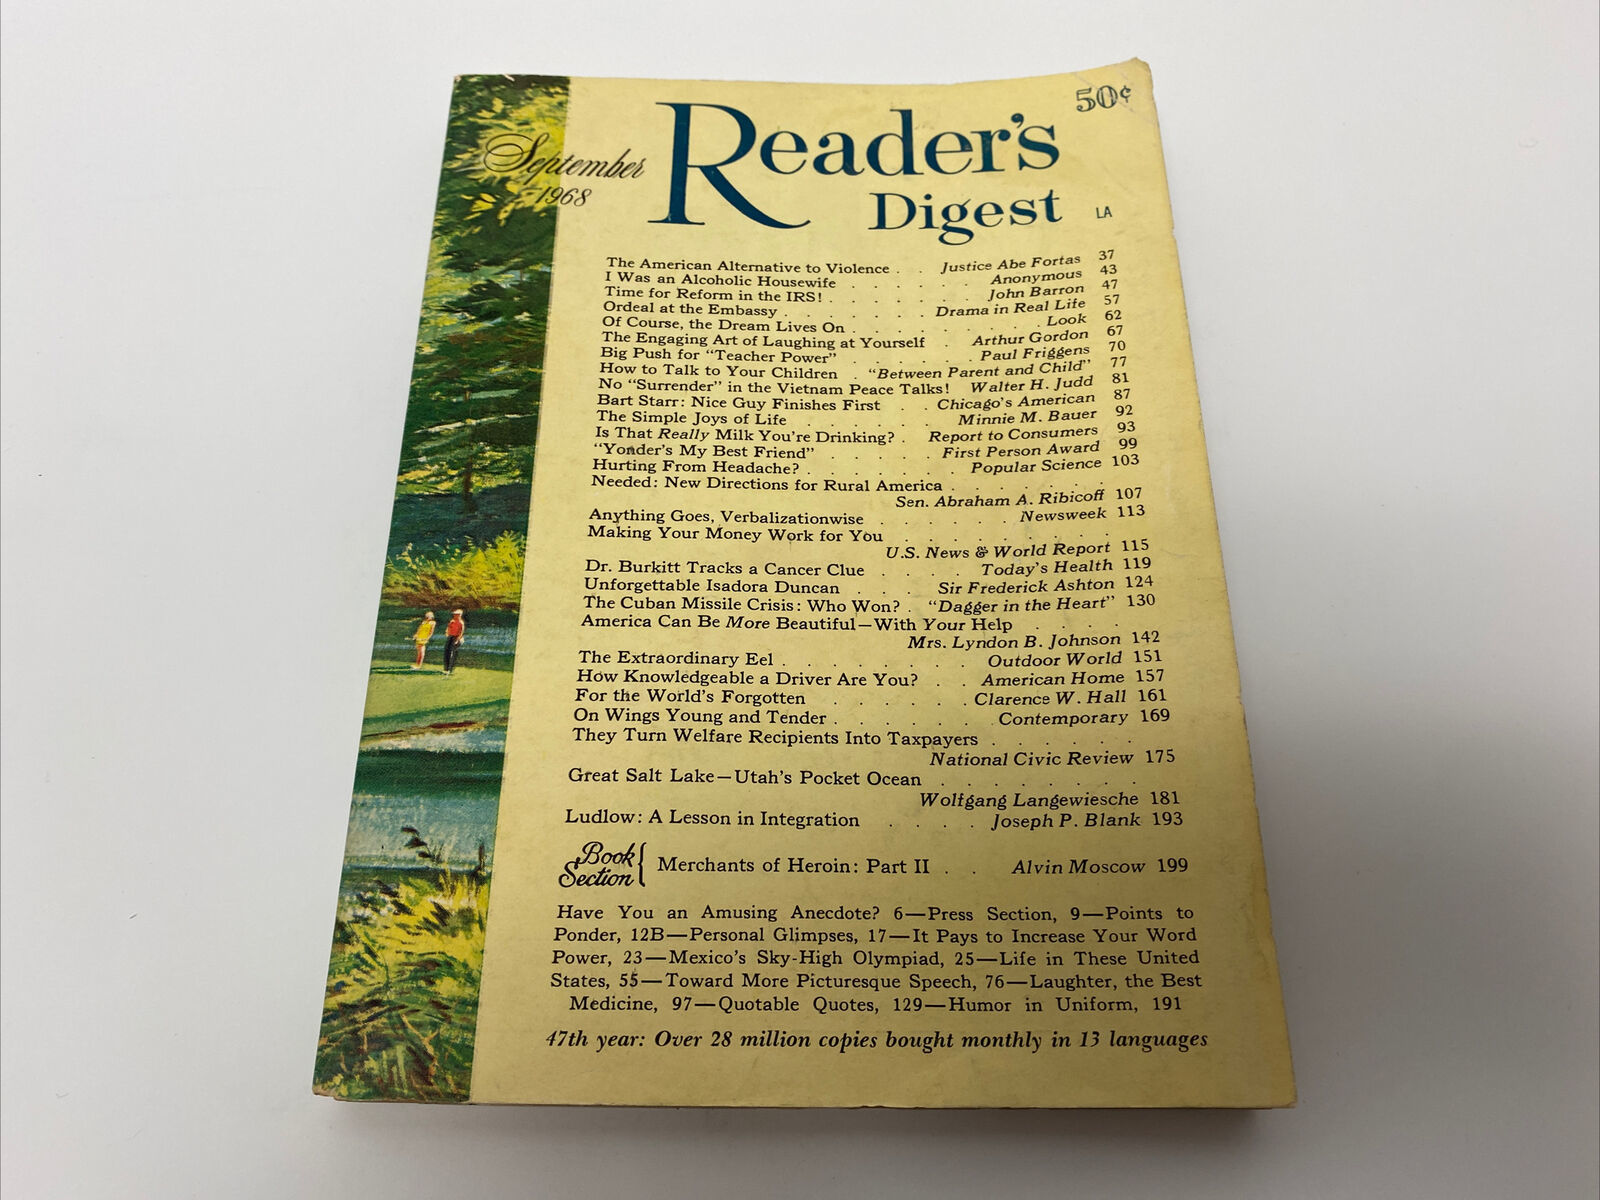 50¢
September
1968
Reader's
Digest LA
The American Alternative to Violence . . Justice Abe Fortas 37
I Was an Alcoholic Housewife . . . . . . Anonymous 43
Time for Reform in the IRS! . . . . . . . John Barron 47
Ordeal at the Embassy . . . . . . . Drama in Real Life 57
Of Course, the Dream Lives On . . . . . . . . . Look 62
The Engaging Art of Laughing at Yourself . Arthur Gordon 67
Big Push for "Teacher Power" . . . . . . Paul Friggens 70
How to Talk to Your Children . "Between Parent and Child" 77
No "Surrender" in the Vietnam Peace Talks! Walter H. Judd 81
Bart Starr: Nice Guy Finishes First . . Chicago's American 87
The Simple Joys of Life . . . . . . Minnie M. Bauer 92
Is That Really Milk You're Drinking? . Report to Consumers 93
"Yonder's My Best Friend" . . . . . First Person Award 99
Hurting From Headache? . . . . . . . Popular Science 103
Needed: New Directions for Rural America . . . . . . .
Sen. Abraham A. Ribicoff 107
Anything Goes, Verbalizationwise . . . . . . Newsweek 113
Making Your Money Work for You . . . . . . . . .
U.S. News & World Report 115
Dr. Burkitt Tracks a Cancer Clue . . . . Today's Health 119
Unforgettable Isadora Duncan . . . Sir Frederick Ashton 124
The Cuban Missile Crisis: Who Won? . "Dagger in the Heart" 130
America Can Be More Beautiful—With Your Help . . . .
Mrs. Lyndon B. Johnson 142
The Extraordinary Eel . . . . . . . . Outdoor World 151
How Knowledgeable a Driver Are You? . . American Home 157
For the World's Forgotten . . . . . . Clarence W. Hall 161
On Wings Young and Tender . . . . . . . Contemporary 169
They Turn Welfare Recipients Into Taxpayers . . . . . .
National Civic Review 175
Great Salt Lake—Utah's Pocket Ocean . . . . . . . .
Wolfgang Langewiesche 181
Ludlow: A Lesson in Integration . . . . Joseph P. Blank 193
Book
Section { Merchants of Heroin: Part II . . Alvin Moscow 199
Have You an Amusing Anecdote? 6—Press Section, 9—Points to
Ponder, 12B—Personal Glimpses, 17—It Pays to Increase Your Word
Power, 23—Mexico's Sky-High Olympiad, 25—Life in These United
States, 55—Toward More Picturesque Speech, 76—Laughter, the Best
Medicine, 97—Quotable Quotes, 129—Humor in Uniform, 191
47th year: Over 28 million copies bought monthly in 13 languages